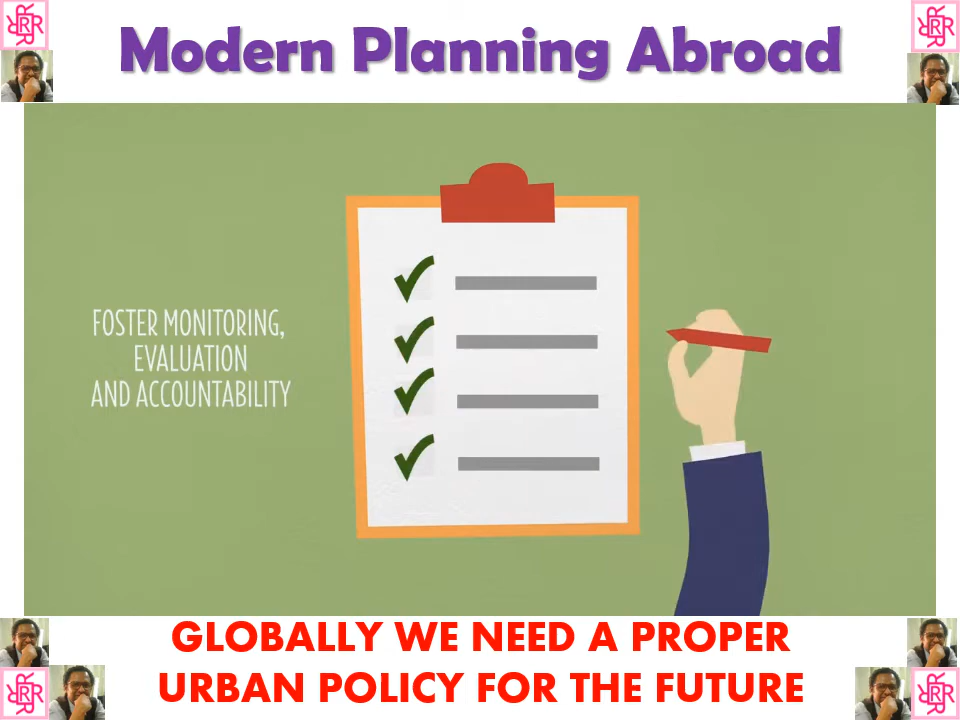 Modern Planning Abroad
FOSTER MONITORING,
EVALUATION
AND ACCOUNTABILITY
GLOBALLY WE NEED A PROPER
URBAN POLICY FOR THE FUTURE